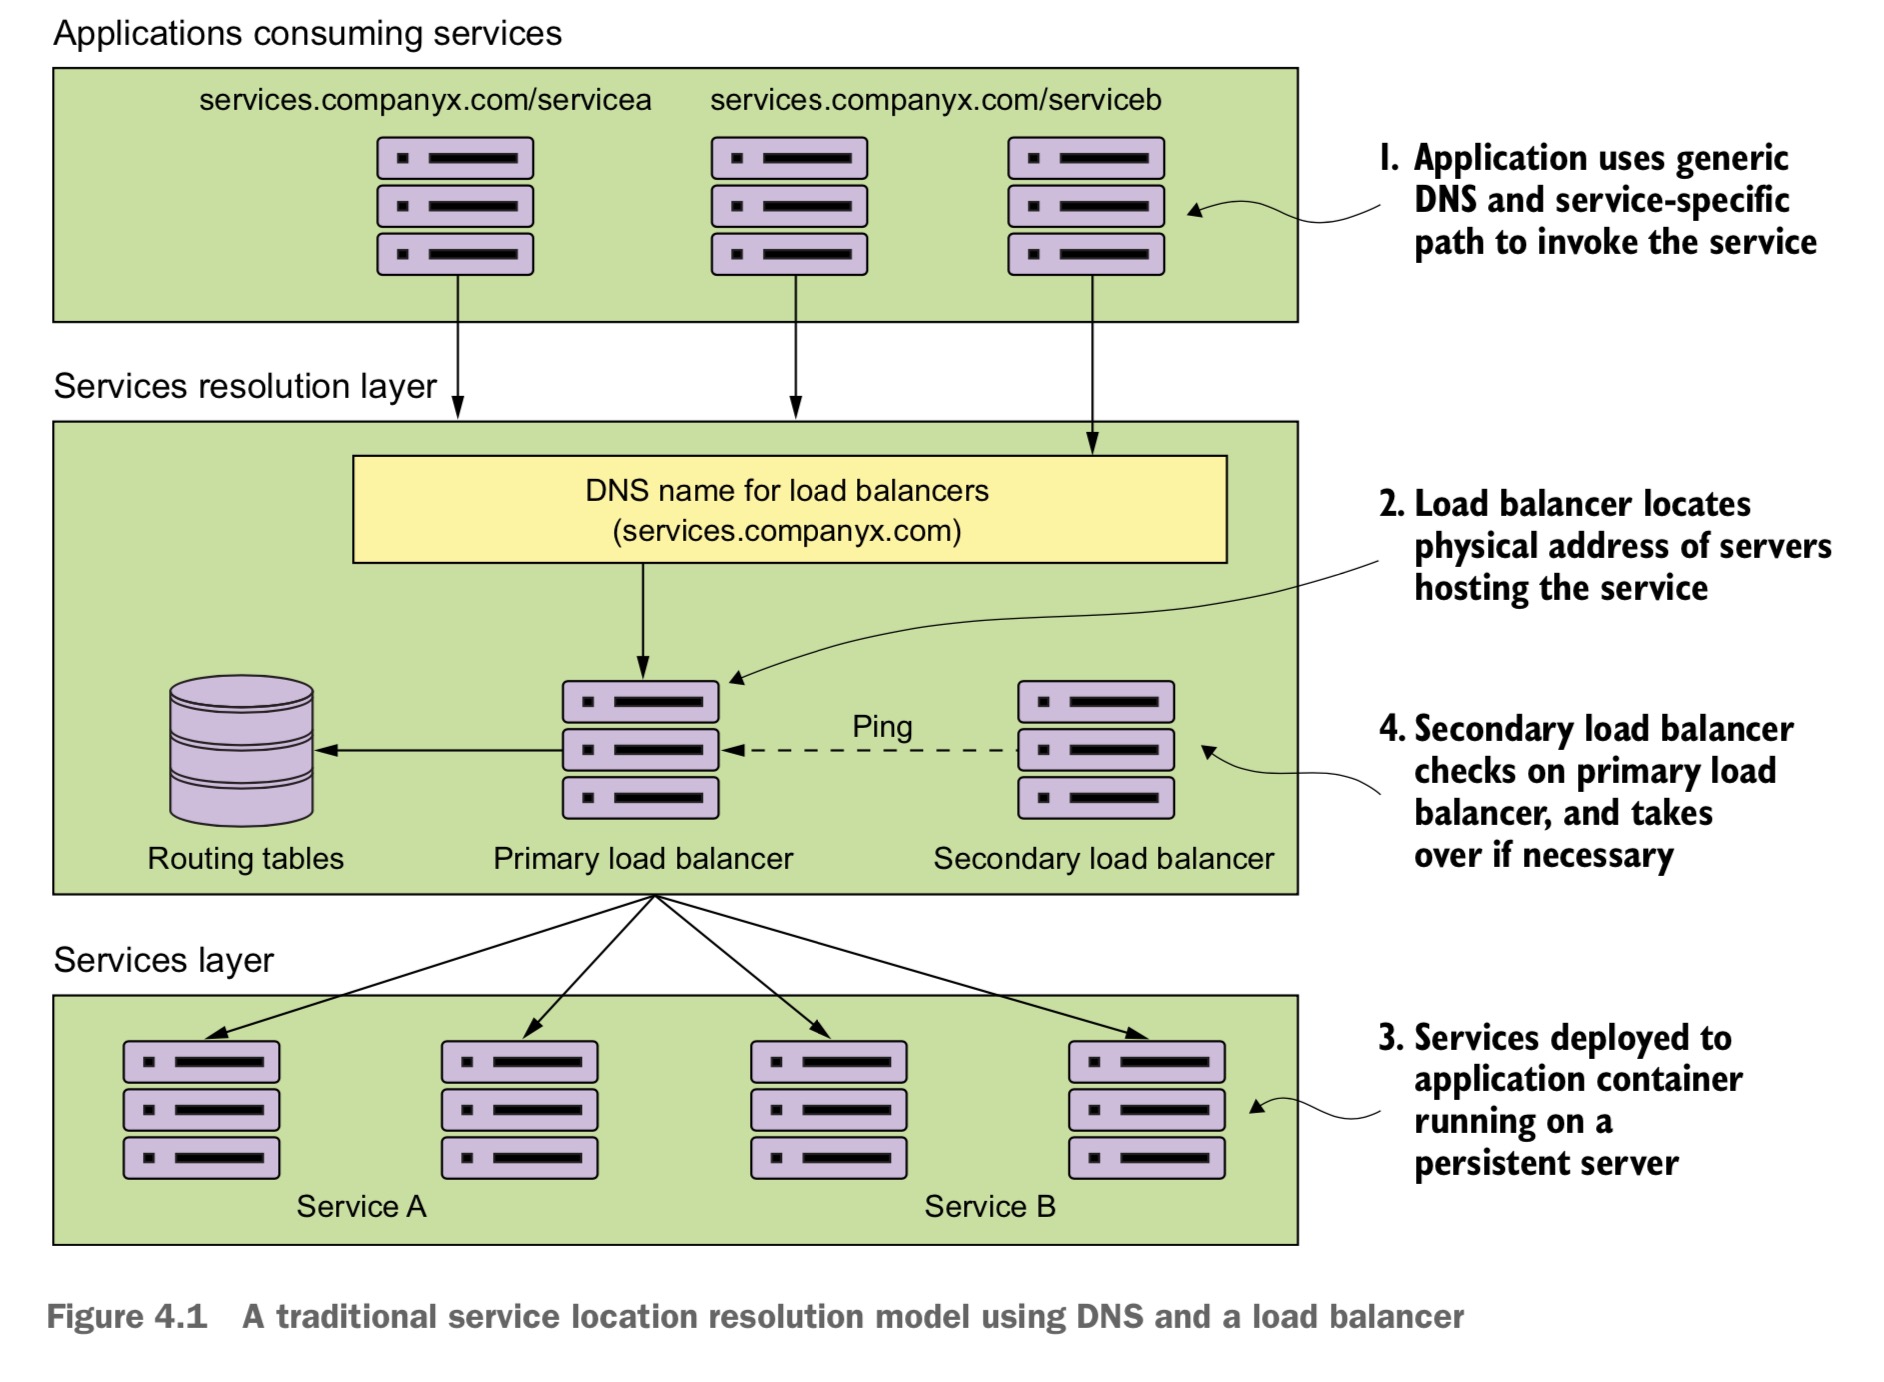 Applications consuming services
services.companyx.com/servicea
services.companyx.com/serviceb
1. Application uses generic
DNS and service-specific
path to invoke the service
Services resolution layer
DNS name for load balancers
(services.companyx.com)
2. Load balancer locates
physical address of servers
hosting the service
Ping
Routing tables
Primary load balancer
Secondary load balancer
4. Secondary load balancer
checks on primary load
balancer, and takes
over if necessary
Services layer
Service A
Service B
3. Services deployed to
application container
running on a
persistent server
Figure 4.1 A traditional service location resolution model using DNS and a load balancer